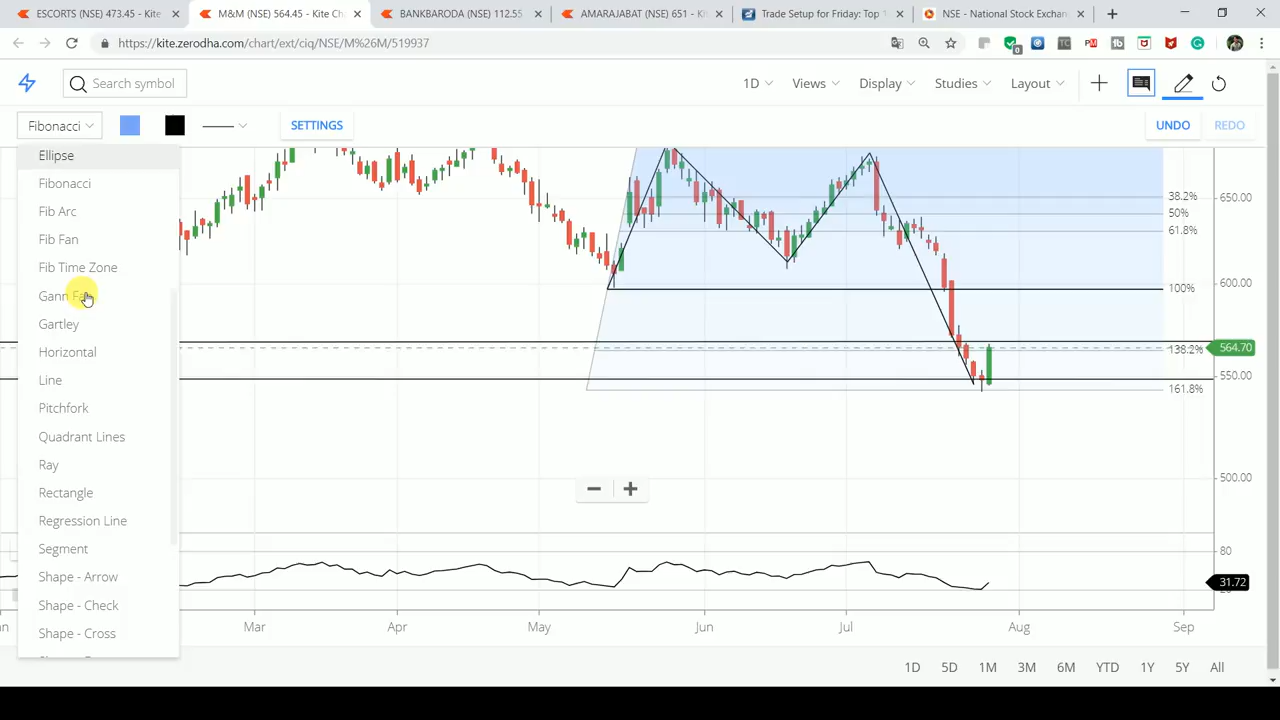 ESCORTS (NSE) 473.45 - Kite
M&M (NSE) 564.45 - Kite Ch
BANKBARODA (NSE) 112.55
AMARAJABAT (NSE) 651 - Kite
Trade Setup for Friday: Top 1
NSE - National Stock Exchan
https://kite.zerodha.com/chart/ext/ciq/NSE/M%26M/519937
Search symbol
1D
Views
Display
Studies
Layout
Fibonacci
SETTINGS
UNDO
REDO
Ellipse
Fibonacci
Fib Arc
Fib Fan
Fib Time Zone
Gann Fan
Gartley
Horizontal
Line
Pitchfork
Quadrant Lines
Ray
Rectangle
Regression Line
Segment
Shape - Arrow
Shape - Check
Shape - Cross
38.2%
50%
61.8%
100%
138.2%
161.8%
650.00
600.00
564.70
550.00
500.00
80
31.72
Mar
Apr
May
Jun
Jul
Aug
Sep
1D
5D
1M
3M
6M
YTD
1Y
5Y
All